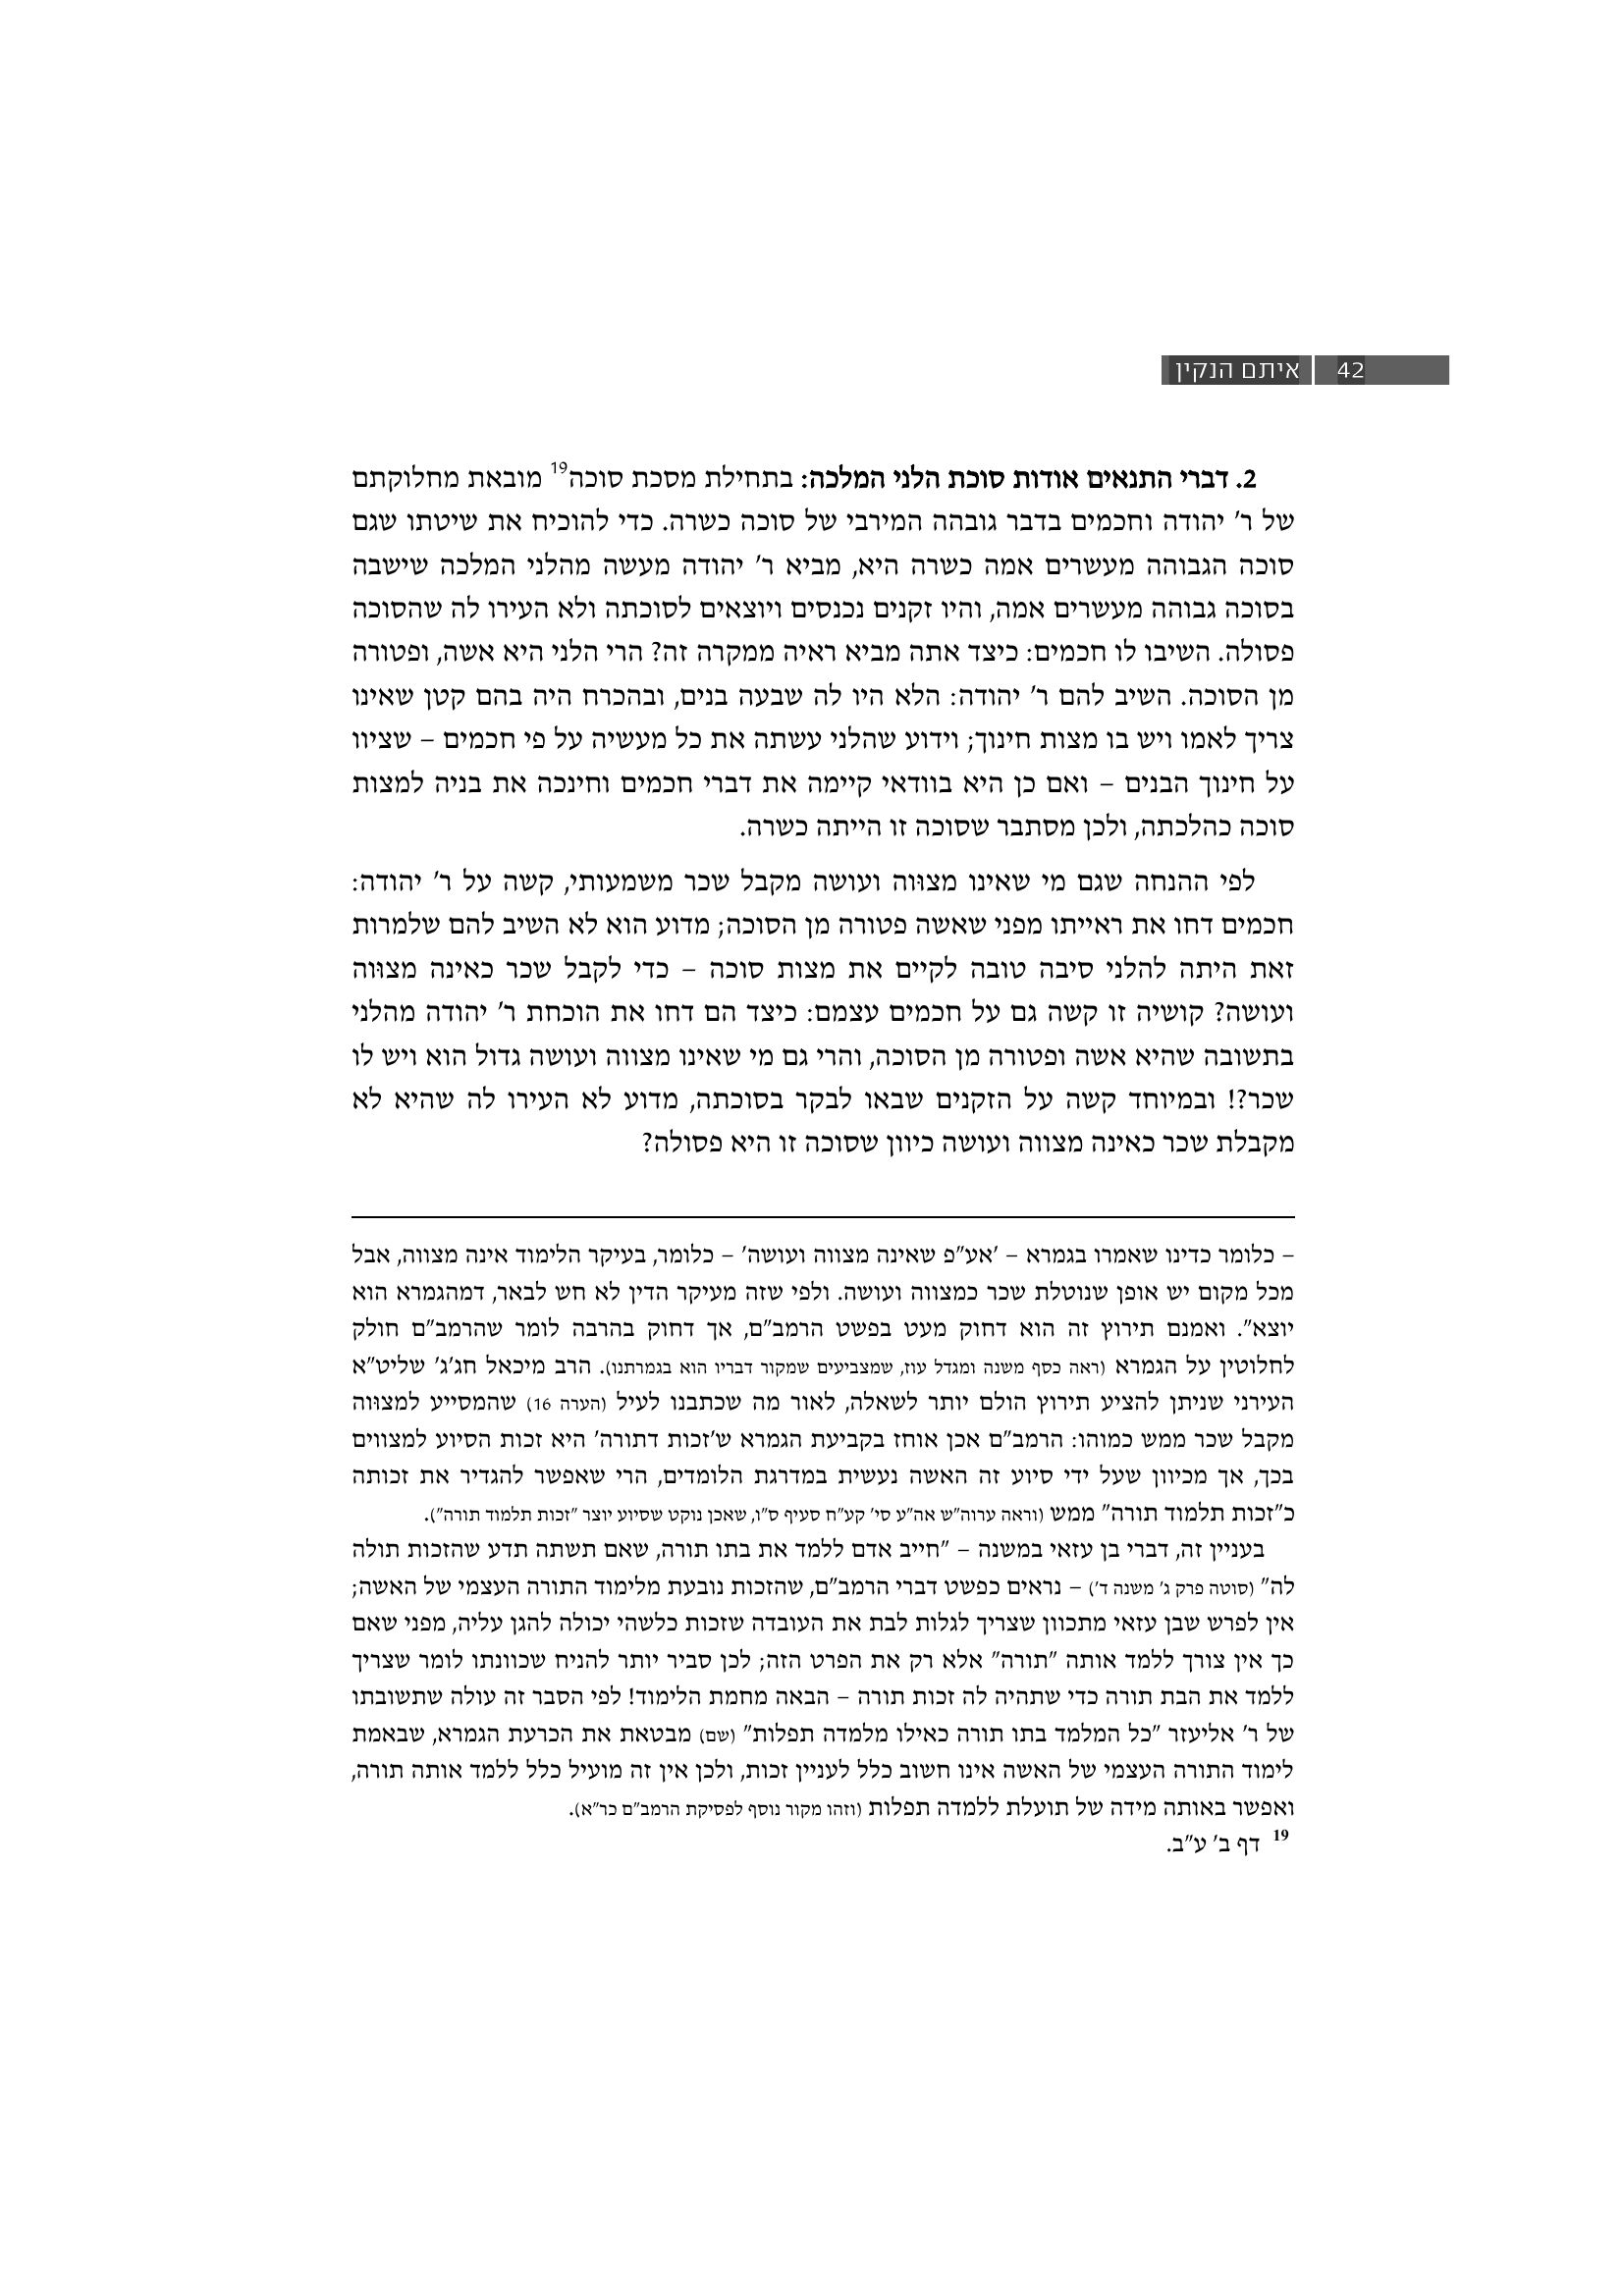 42 איתם הנקין
2. דברי התנאים אודות סוכת הלני המלכה: בתחילת מסכת סוכה19 מובאת מחלוקתם
של ר' יהודה וחכמים בדבר גובהה המירבי של סוכה כשרה. כדי להוכיח את שיטתו שגם
סוכה הגבוהה מעשרים אמה כשרה היא, מביא ר' יהודה מעשה מהלני המלכה שישבה
בסוכה גבוהה מעשרים אמה, והיו זקנים נכנסים ויוצאים לסוכתה ולא העירו לה שהסוכה
פסולה. השיבו לו חכמים: כיצד אתה מביא ראיה ממקרה זה? הרי הלני היא אשה, ופטורה
מן הסוכה. השיב להם ר' יהודה: הלא היו לה שבעה בנים, ובהכרח היה בהם קטן שאינו
צריך לאמו ויש בו מצות חינוך; וידוע שהלני עשתה את כל מעשיה על פי חכמים – שציוו
על חינוך הבנים – ואם כן היא בוודאי קיימה את דברי חכמים וחינכה את בניה למצות
סוכה כהלכתה, ולכן מסתבר שסוכה זו הייתה כשרה.
לפי ההנחה שגם מי שאינו מצוּוה ועושה מקבל שכר משמעותי, קשה על ר' יהודה:
חכמים דחו את ראייתו מפני שאשה פטורה מן הסוכה; מדוע הוא לא השיב להם שלמרות
זאת היתה להלני סיבה טובה לקיים את מצות סוכה – כדי לקבל שכר כאינה מצוּוה
ועושה? קושיה זו קשה גם על חכמים עצמם: כיצד הם דחו את הוכחת ר' יהודה מהלני
בתשובה שהיא אשה ופטורה מן הסוכה, והרי גם מי שאינו מצווה ועושה גדול הוא ויש לו
שכר?! ובמיוחד קשה על הזקנים שבאו לבקר בסוכתה, מדוע לא העירו לה שהיא לא
מקבלת שכר כאינה מצווה ועושה כיוון שסוכה זו היא פסולה?
– כלומר כדינו שאמרו בגמרא – 'אע"פ שאינה מצווה ועושה' – כלומר, בעיקר הלימוד אינה מצווה, אבל
מכל מקום יש אופן שנוטלת שכר כמצווה ועושה. ולפי שזה מעיקר הדין לא חש לבאר, דמהגמרא הוא
יוצא". ואמנם תירוץ זה הוא דחוק מעט בפשט הרמב"ם, אך דחוק בהרבה לומר שהרמב"ם חולק
לחלוטין על הגמרא (ראה כסף משנה ומגדל עוז, שמצביעים שמקור דבריו הוא בגמרתנו). הרב מיכאל חג'ג' שליט"א
העירני שניתן להציע תירוץ הולם יותר לשאלה, לאור מה שכתבנו לעיל (הערה 16) שהמסייע למצוּוה
מקבל שכר ממש כמוהו: הרמב"ם אכן אוחז בקביעת הגמרא ש'זכות דתורה' היא זכות הסיוע למצווים
בכך, אך מכיוון שעל ידי סיוע זה האשה נעשית במדרגת הלומדים, הרי שאפשר להגדיר את זכותה
כ"זכות תלמוד תורה" ממש (וראה ערוה"ש אה"ע סי' קע"ח סעיף ס"ו, שאכן נוקט שסיוע יוצר "זכות תלמוד תורה").
בעניין זה, דברי בן עזאי במשנה – "חייב אדם ללמד את בתו תורה, שאם תשתה תדע שהזכות תולה
לה" (סוטה פרק ג' משנה ד') – נראים כפשט דברי הרמב"ם, שהזכות נובעת מלימוד התורה העצמי של האשה;
אין לפרש שבן עזאי מתכוון שצריך לגלות לבת את העובדה שזכות כלשהי יכולה להגן עליה, מפני שאם
כך אין צורך ללמד אותה "תורה" אלא רק את הפרט הזה; לכן סביר יותר להניח שכוונתו לומר שצריך
ללמד את הבת תורה כדי שתהיה לה זכות תורה – הבאה מחמת הלימוד! לפי הסבר זה עולה שתשובתו
של ר' אליעזר "כל המלמד בתו תורה כאילו מלמדה תפלות" (שם) מבטאת את הכרעת הגמרא, שבאמת
לימוד התורה העצמי של האשה אינו חשוב כלל לעניין זכות, ולכן אין זה מועיל כלל ללמד אותה תורה,
ואפשר באותה מידה של תועלת ללמדה תפלות (וזהו מקור נוסף לפסיקת הרמב"ם כר"א).
19 דף ב' ע"ב.